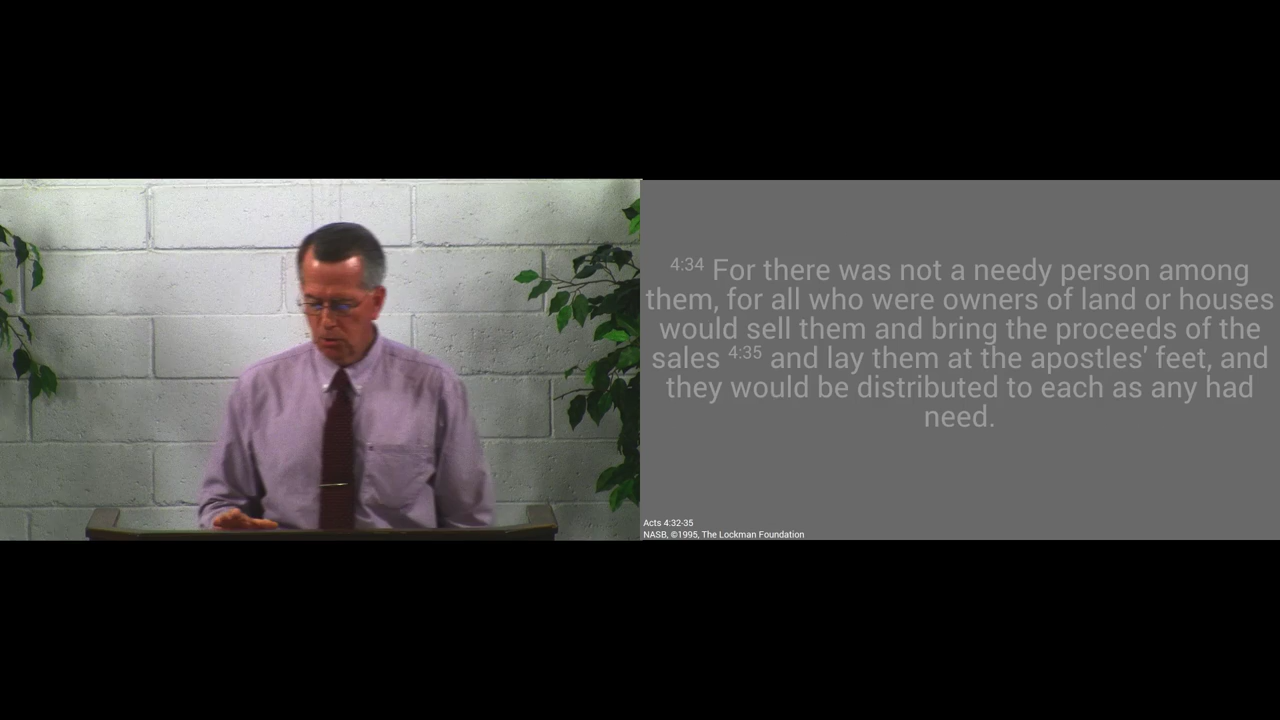 4:34 For there was not a needy person among
them, for all who were owners of land or houses
would sell them and bring the proceeds of the
sales 4:35 and lay them at the apostles' feet, and
they would be distributed to each as any had
need.
Acts 4:32-35
NASB, ©1995, The Lockman Foundation